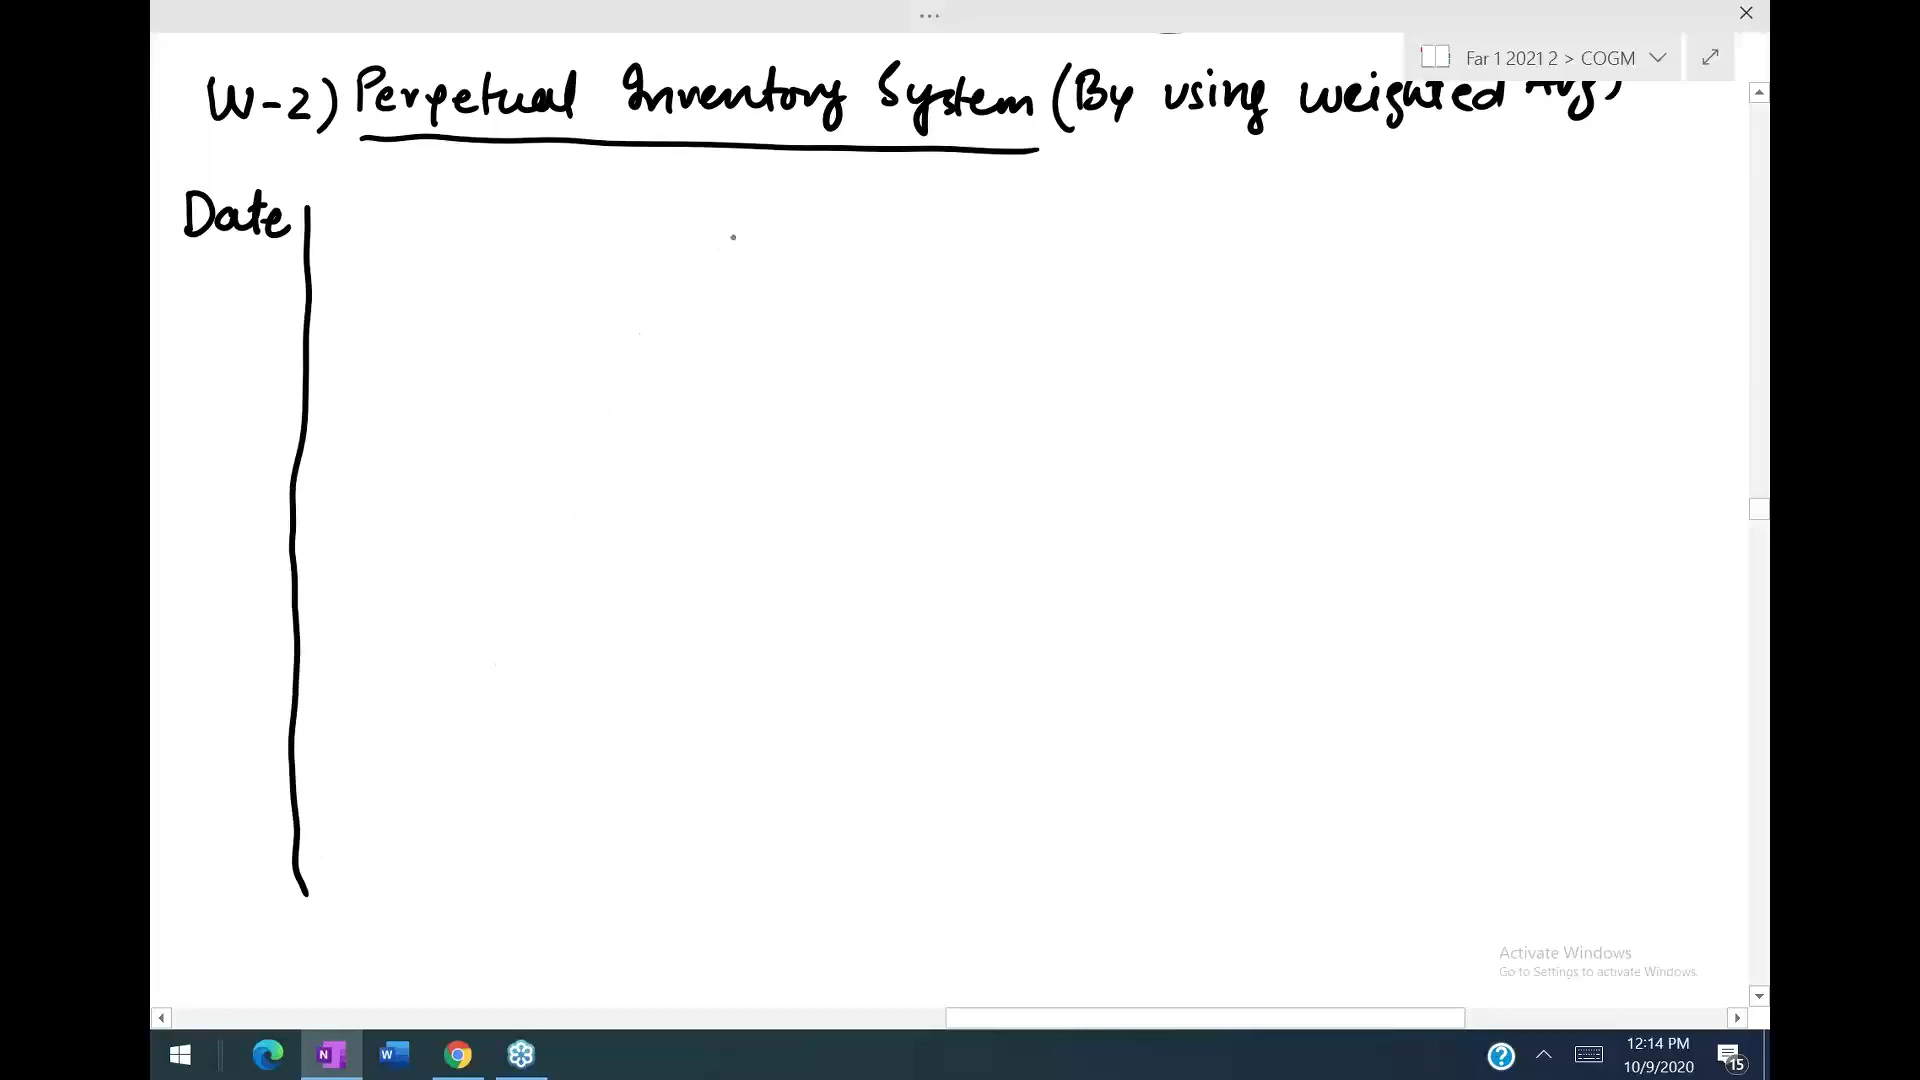 Far 1 2021 2 > COGM
W-2) Perpetual Inventory System (By using weighted Avg)
Date
Activate Windows
Go to Settings to activate Windows.
12:14 PM
10/9/2020
15